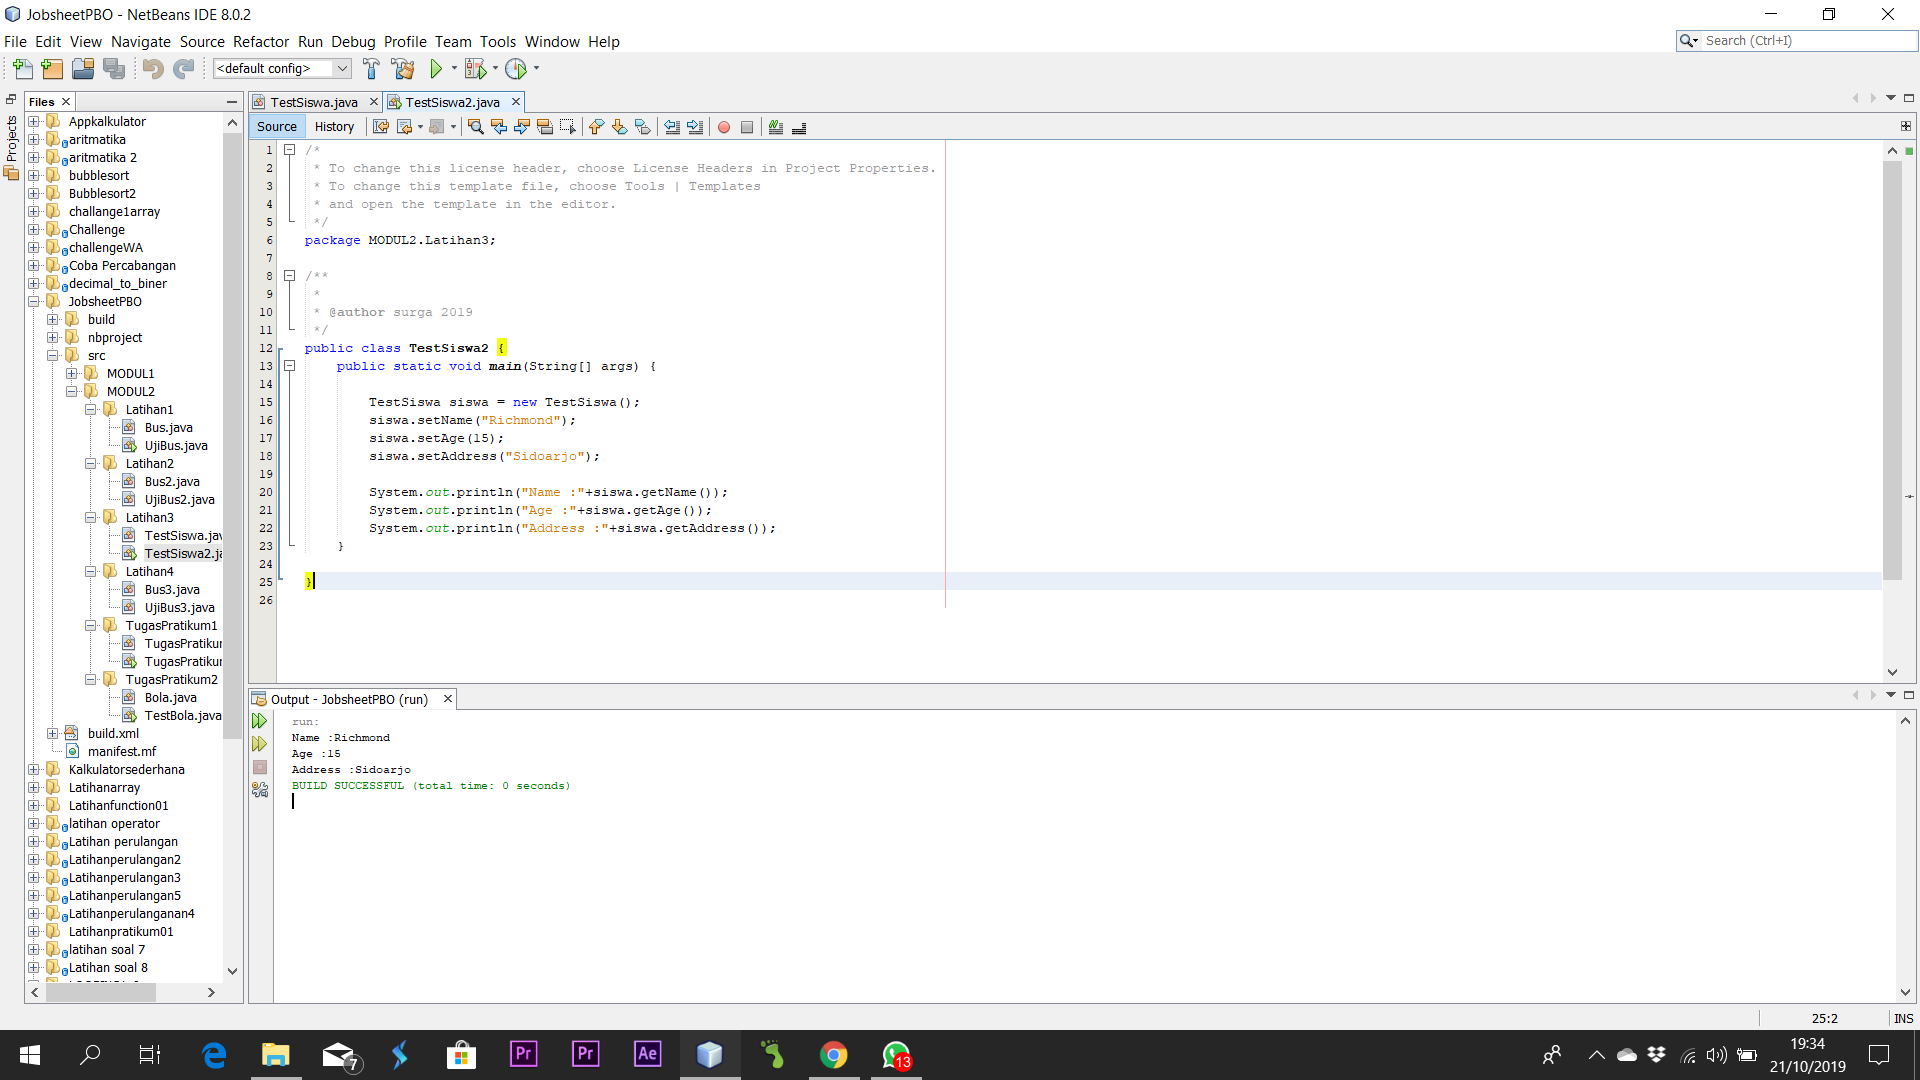 JobsheetPBO - NetBeans IDE 8.0.2
File Edit View Navigate Source Refactor Run Debug Profile Team Tools Window Help
Search (Ctrl+I)
<default config>
Projects
Files
Appkalkulator
aritmatika
aritmatika 2
bubblesort
Bubblesort2
challange1array
Challenge
challengeWA
Coba Percabangan
decimal_to_biner
JobsheetPBO
build
nbproject
src
MODUL1
MODUL2
Latihan1
Bus.java
UjiBus.java
Latihan2
Bus2.java
UjiBus2.java
Latihan3
TestSiswa.jav
TestSiswa2.ja
Latihan4
Bus3.java
UjiBus3.java
TugasPratikum1
TugasPratikur
TugasPratikur
TugasPratikum2
Bola.java
TestBola.java
build.xml
manifest.mf
Kalkulatorsederhana
Latihanarray
Latihanfunction01
latihan operator
Latihan perulangan
Latihanperulangan2
Latihanperulangan3
Latihanperulangan5
Latihanperulanganan4
Latihanpratikum01
latihan soal 7
Latihan soal 8
TestSiswa.java TestSiswa2.java
Source History
1 /*
2 * To change this license header, choose License Headers in Project Properties.
3 * To change this template file, choose Tools | Templates
4 * and open the template in the editor.
5 */
6 package MODUL2.Latihan3;
7
8 /**
9 *
10 * @author surga 2019
11 */
12 public class TestSiswa2 {
13 public static void main(String[] args) {
14
15 TestSiswa siswa = new TestSiswa();
16 siswa.setName("Richmond");
17 siswa.setAge(15);
18 siswa.setAddress("Sidoarjo");
19
20 System.out.println("Name :"+siswa.getName());
21 System.out.println("Age :"+siswa.getAge());
22 System.out.println("Address :"+siswa.getAddress());
23 }
24
25 }
26
Output - JobsheetPBO (run)
run:
Name :Richmond
Age :15
Address :Sidoarjo
BUILD SUCCESSFUL (total time: 0 seconds)
25:2 INS
7
Pr
Pr
Ae
13
19:34
21/10/2019